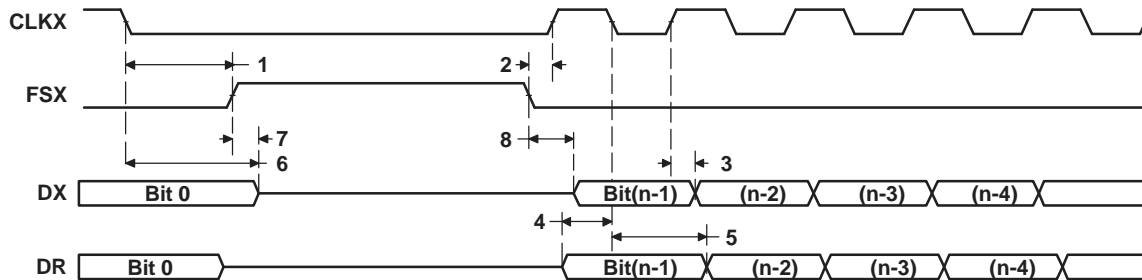 CLKX
1
2
FSX
7
8
6
3
DX
Bit 0
Bit(n-1)
(n-2)
(n-3)
(n-4)
4
5
DR
Bit 0
Bit(n-1)
(n-2)
(n-3)
(n-4)